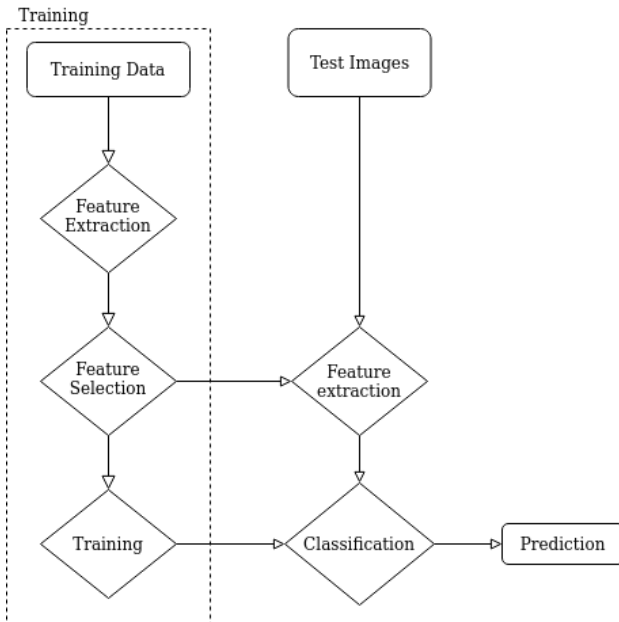 Training
Training Data
Test Images
Feature
Extraction
Feature
Selection
Feature
extraction
Training
Classification
Prediction